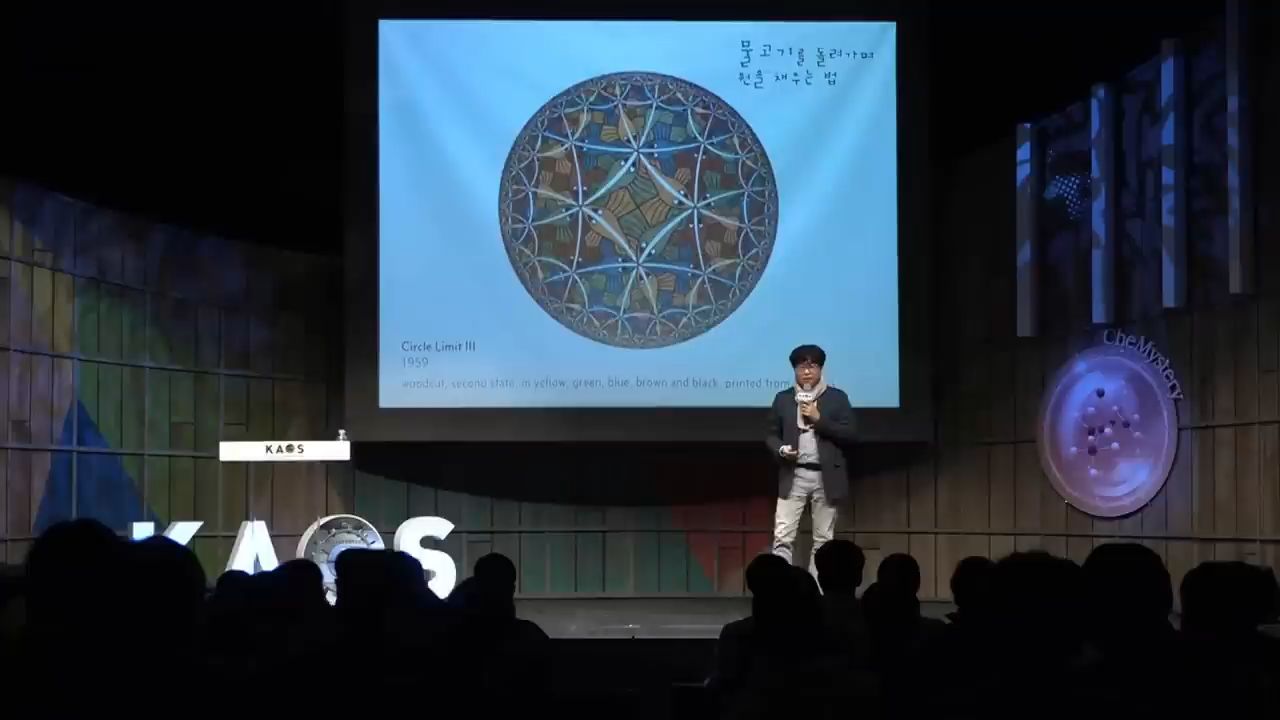 물고기를 돌려가며
원을 채우는 법
Circle Limit III
1959
woodcut, second state, in yellow, green, blue, brown and black, printed from
CheMystery
KAOS
KAOS